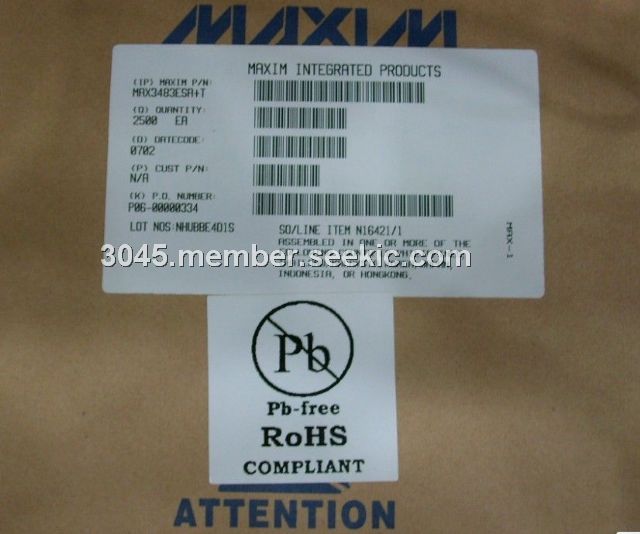 MAXIM
MAXIM INTEGRATED PRODUCTS
(1P) MAXIM P/N:
MAX3483ESA+T
(Q) QUANTITY:
2500 EA
(D) DATECODE:
0702
(P) CUST P/N:
N/A
(K) P.O. NUMBER:
P06-00000334
LOT NOS:NHUBBE4D1S
SO/LINE ITEM N16421/1
ASSEMBLED IN ONE OR MORE OF THE
INDONESIA, OR HONGKONG.
MAX-1
3045.member.seekic.com
Pb
Pb-free
RoHS
COMPLIANT
ATTENTION